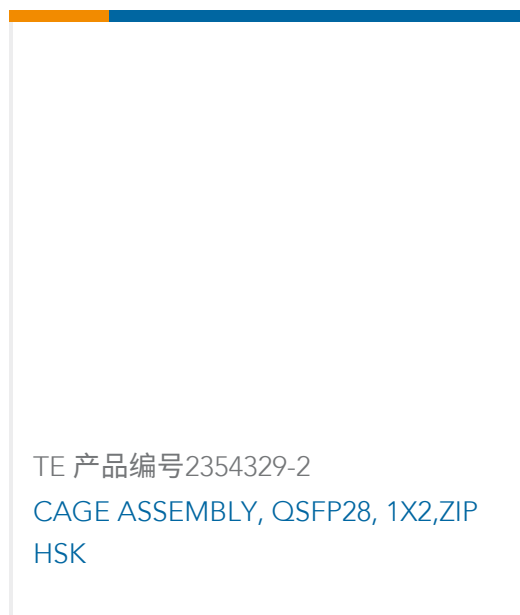 TE 产品编号2354329-2
CAGE ASSEMBLY, QSFP28, 1X2,ZIP
HSK